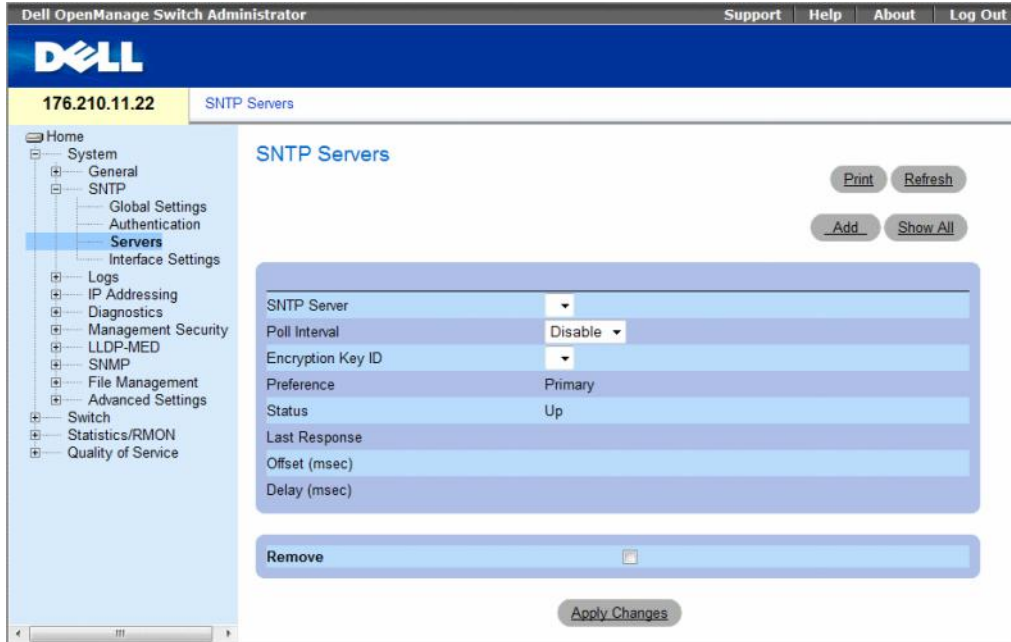 Dell OpenManage Switch Administrator
Support Help About Log Out
DELL
176.210.11.22
SNTP Servers
Home
System
General
SNTP
Global Settings
Authentication
Servers
Interface Settings
Logs
IP Addressing
Diagnostics
Management Security
LLDP-MED
SNMP
File Management
Advanced Settings
Switch
Statistics/RMON
Quality of Service
SNTP Servers
Print Refresh
Add Show All
SNTP Server
Poll Interval Disable
Encryption Key ID
Preference Primary
Status Up
Last Response
Offset (msec)
Delay (msec)
Remove
Apply Changes